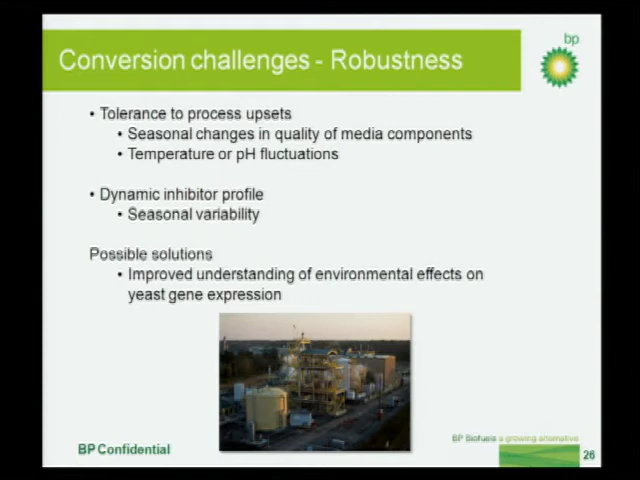 bp
Conversion challenges - Robustness
• Tolerance to process upsets
• Seasonal changes in quality of media components
• Temperature or pH fluctuations
• Dynamic inhibitor profile
• Seasonal variability
Possible solutions
• Improved understanding of environmental effects on
yeast gene expression
BP Biofuels a growing alternative
BP Confidential
26